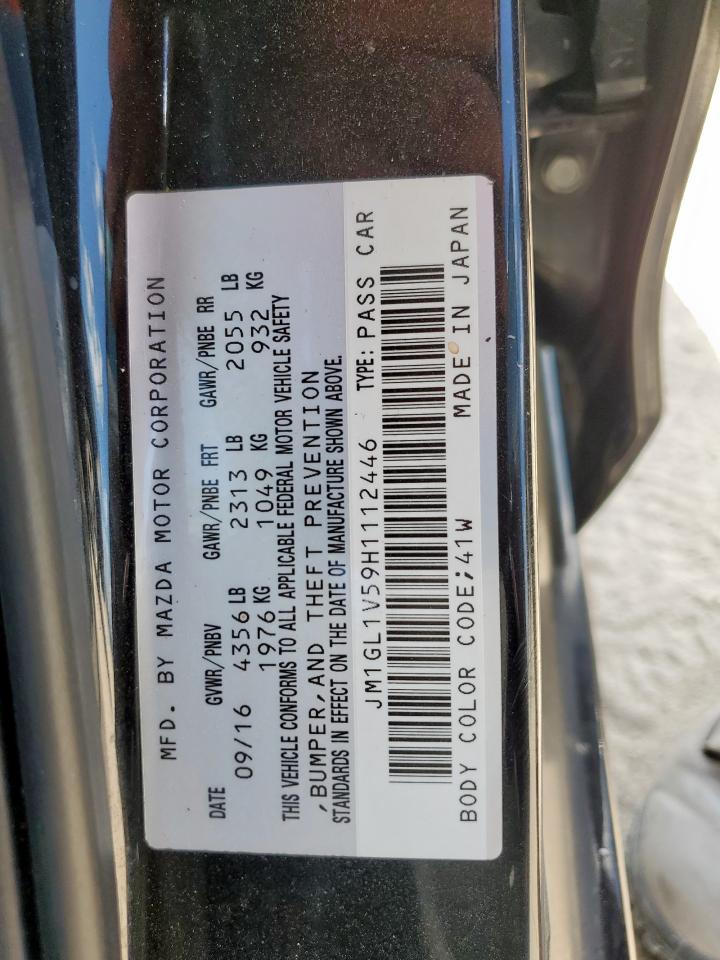 MFD. BY MAZDA MOTOR CORPORATION
DATE GVWR/PNBV GAWR/PNBE FRT GAWR/PNBE RR
09/16 4356 LB 2313 LB 2055 LB
1976 KG 1049 KG 932 KG
THIS VEHICLE CONFORMS TO ALL APPLICABLE FEDERAL MOTOR VEHICLE SAFETY
,BUMPER,AND THEFT PREVENTION
STANDARDS IN EFFECT ON THE DATE OF MANUFACTURE SHOWN ABOVE.
JM1GL1V59H1112446 TYPE: PASS CAR
BODY COLOR CODE;41W MADE IN JAPAN